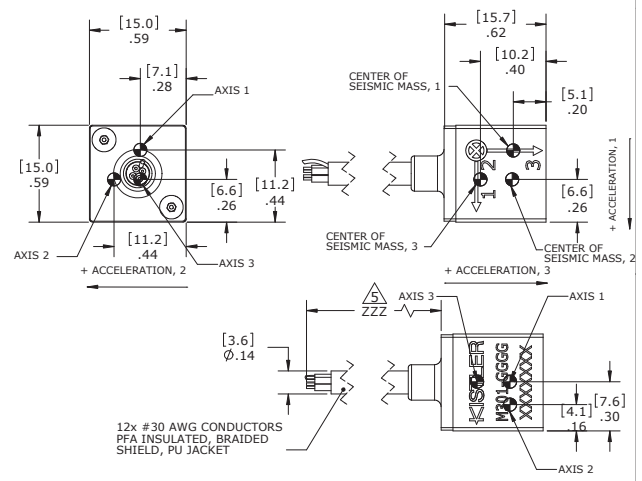 [15.0]
.59
[7.1]
.28
AXIS 1
[15.0]
.59
[11.2]
.44
[6.6]
.26
AXIS 2
[11.2]
.44
AXIS 3
+ ACCELERATION, 2
[15.7]
.62
[10.2]
.40
CENTER OF
SEISMIC MASS, 1
[5.1]
.20
2
1
3
[6.6]
.26
+ ACCELERATION, 1
CENTER OF
SEISMIC MASS, 3
CENTER OF
SEISMIC MASS, 2
+ ACCELERATION, 3
5
ZZZ
AXIS 3
AXIS 1
[3.6]
Ø.14
KISTLER
M301-GGGG
XXXXXXX
[7.6]
.30
[4.1]
.16
12x #30 AWG CONDUCTORS
PFA INSULATED, BRAIDED
SHIELD, PU JACKET
AXIS 2